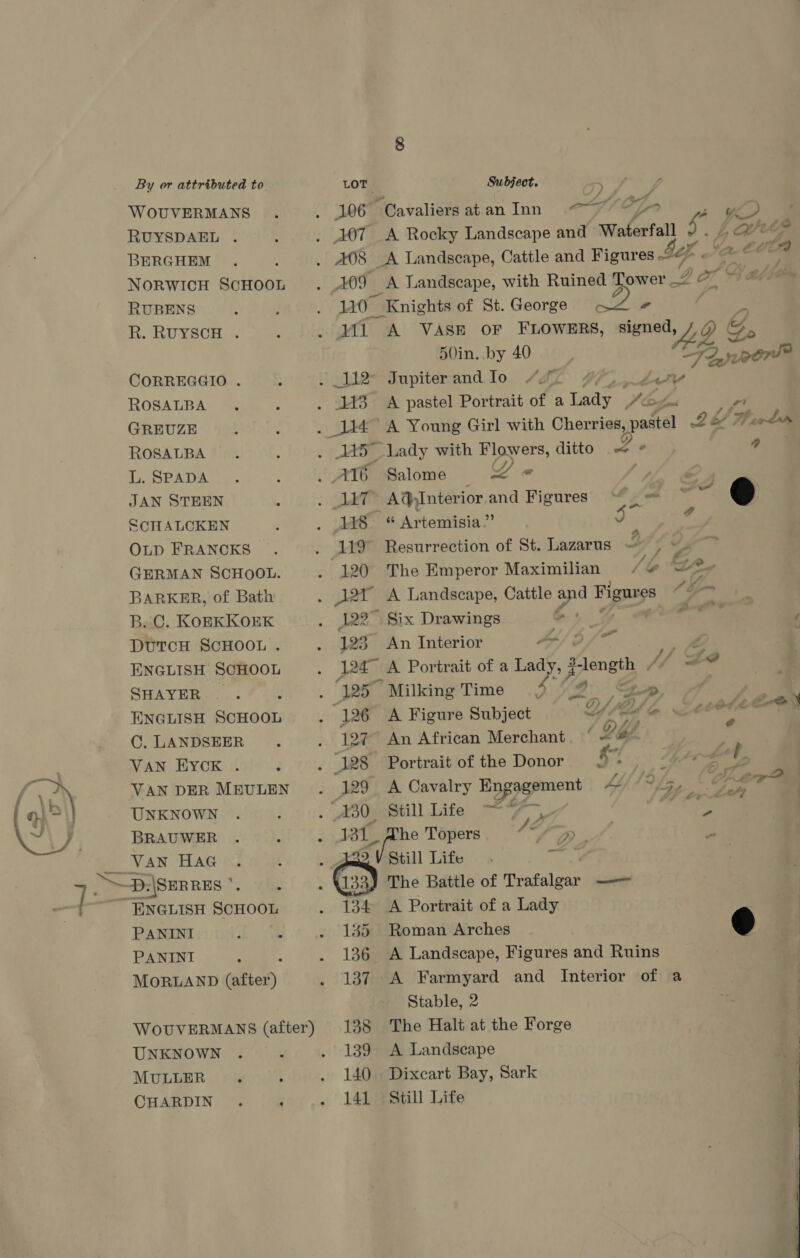 8
By or attributed to LOT Subject.
WOUVERMANS . . 106 Cavaliers at an Inn
RUYSDAEL . . . 107 A Rocky Landscape and Waterfall
BERGHEM . . . 108 A Landscape, Cattle and Figures
NORWICH SCHOOL . 109 A Landscape, with Ruined Tower
RUBENS . . . 110 Knights of St. George
R. RUYSCH . . . 111 A VASE OF FLOWERS, signed,
50in. by 40
CORREGGIO . . . 112 Jupiter and Io
ROSALBA . . . 113 A pastel Portrait of a Lady
GREUZE . . . 114 A Young Girl with Cherries, pastel
ROSALBA . . . 115 Lady with Flowers, ditto
L. SPADA . . . 116 Salome
JAN STEEN . . 117 A Interior and Figures
SCHALCKEN . . 118 “Artemisia”
OLD FRANCKS . . 119 Resurrection of St. Lazarus
GERMAN SCHOOL. . 120 The Emperor Maximilian
BARKER, of Bath . 121 A Landscape, Cattle and Figures
B. C. KOEKKOEK . 122 Six Drawings
DUTCH SCHOOL . . 123 An Interior
ENGLISH SCHOOL . 124 A Portrait of a Lady, ¾-length
SHAYER . . . 125 Milking Time
ENGLISH SCHOOL . 126 A Figure Subject
C. LANDSEER . . 127 An African Merchant
VAN EYCK . . . 128 Portrait of the Donor
VAN DER MEULEN . 129 A Cavalry Engagement
UNKNOWN . . . 130 Still Life
BRAUWER . . . 131 The Topers
VAN HAG . . . 132 Still Life
D. SERRES . . . 133 The Battle of Trafalgar
ENGLISH SCHOOL . 134 A Portrait of a Lady
PANINI . . . 135 Roman Arches
PANINI . . . 136 A Landscape, Figures and Ruins
MORLAND (after) . 137 A Farmyard and Interior of a
Stable, 2
WOUVERMANS (after) 138 The Halt at the Forge
UNKNOWN . . . 139 A Landscape
MULLER . . . 140 Dixcart Bay, Sark
CHARDIN . . . 141 Still Life